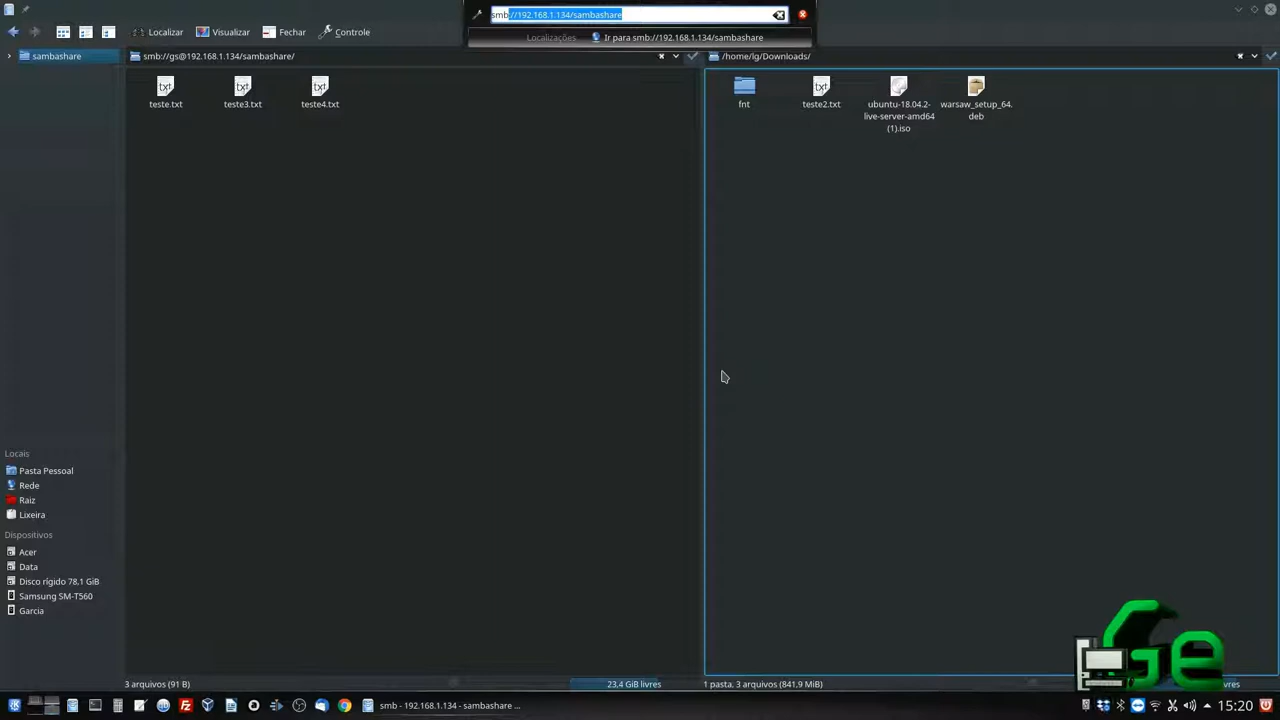 smb://192.168.1.134/sambashare
Localizações Ir para smb://192.168.1.134/sambashare
Localizar Visualizar Fechar Controle
sambashare
smb://gs@192.168.1.134/sambashare/
/home/lg/Downloads/
teste.txt
teste3.txt
teste4.txt
fnt
teste2.txt
ubuntu-18.04.2-
live-server-amd64
(1).iso
warsaw_setup_64.
deb
Locais
Pasta Pessoal
Rede
Raiz
Lixeira
Dispositivos
Acer
Data
Disco rígido 78,1 GiB
Samsung SM-T560
Garcia
3 arquivos (91 B)
23,4 GiB livres
1 pasta, 3 arquivos (841,9 MiB)
livres
Ge
smb - 192.168.1.134 - sambashare ...
15:20